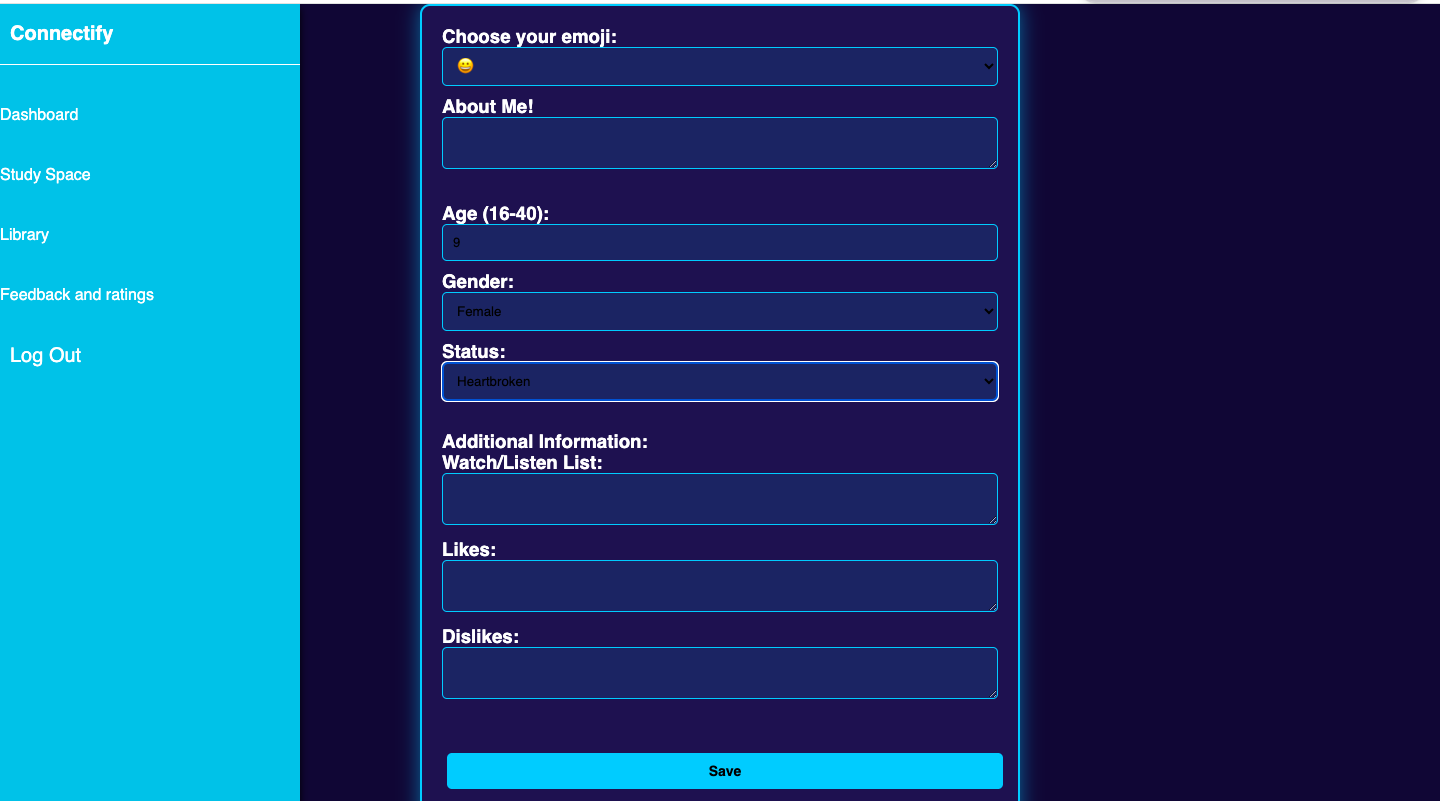 Connectify
Dashboard
Study Space
Library
Feedback and ratings
Log Out
Choose your emoji:
😀
About Me!
Age (16-40):
9
Gender:
Female
Status:
Heartbroken
Additional Information:
Watch/Listen List:
Likes:
Dislikes:
Save